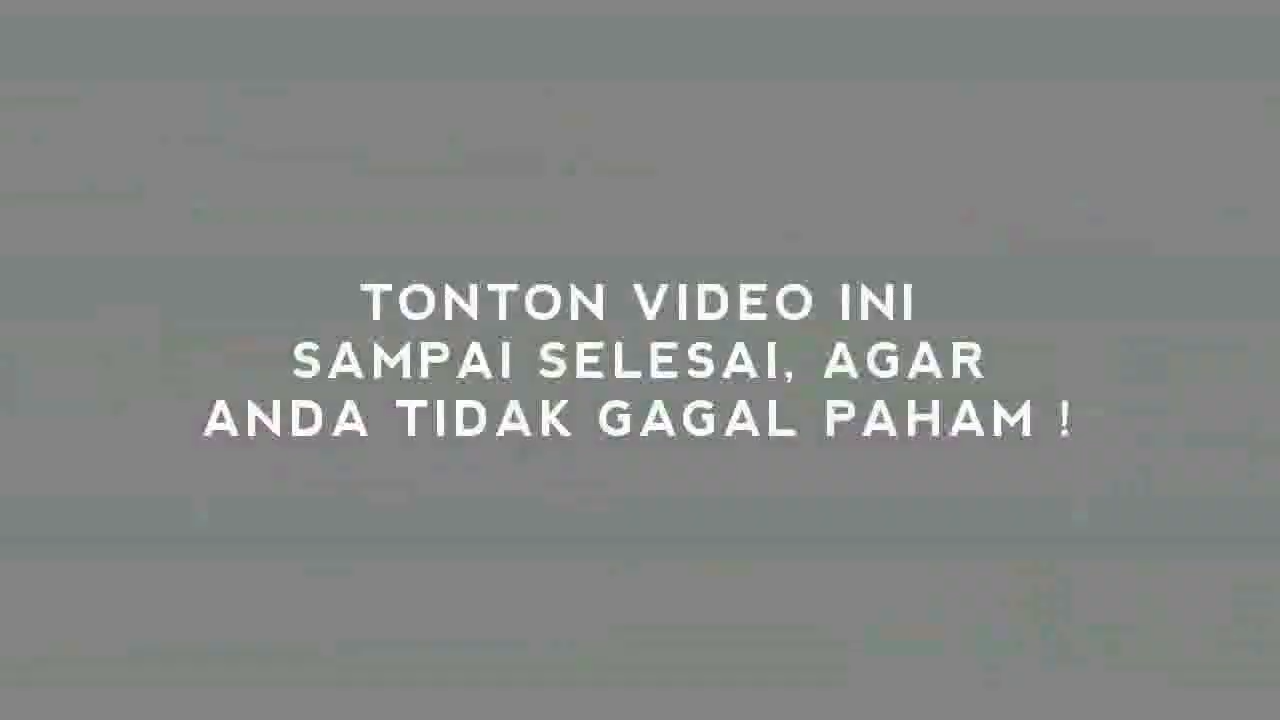 TONTON VIDEO INI
SAMPAI SELESAI, AGAR
ANDA TIDAK GAGAL PAHAM !